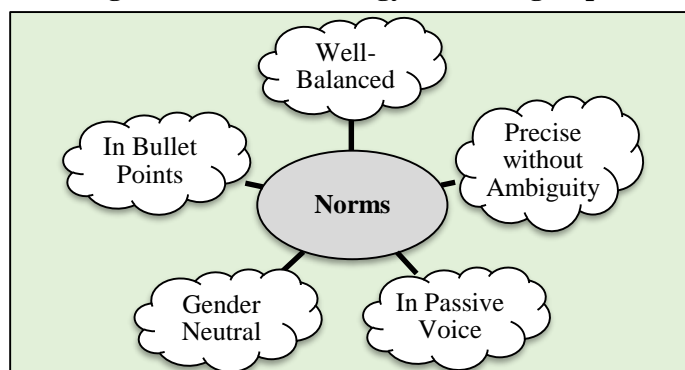 Well-
Balanced
In Bullet
Points
Precise
without
Ambiguity
Norms
Gender
Neutral
In Passive
Voice